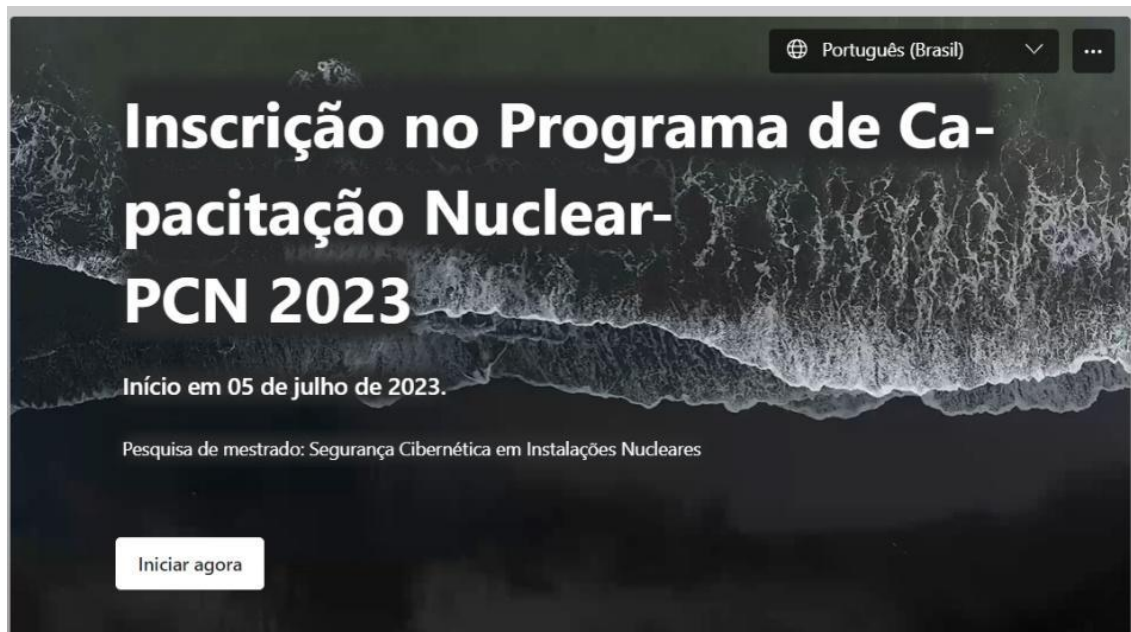 Português (Brasil)
Inscrição no Programa de Ca-
pacitação Nuclear-
PCN 2023
Início em 05 de julho de 2023.
Pesquisa de mestrado: Segurança Cibernética em Instalações Nucleares
Iniciar agora